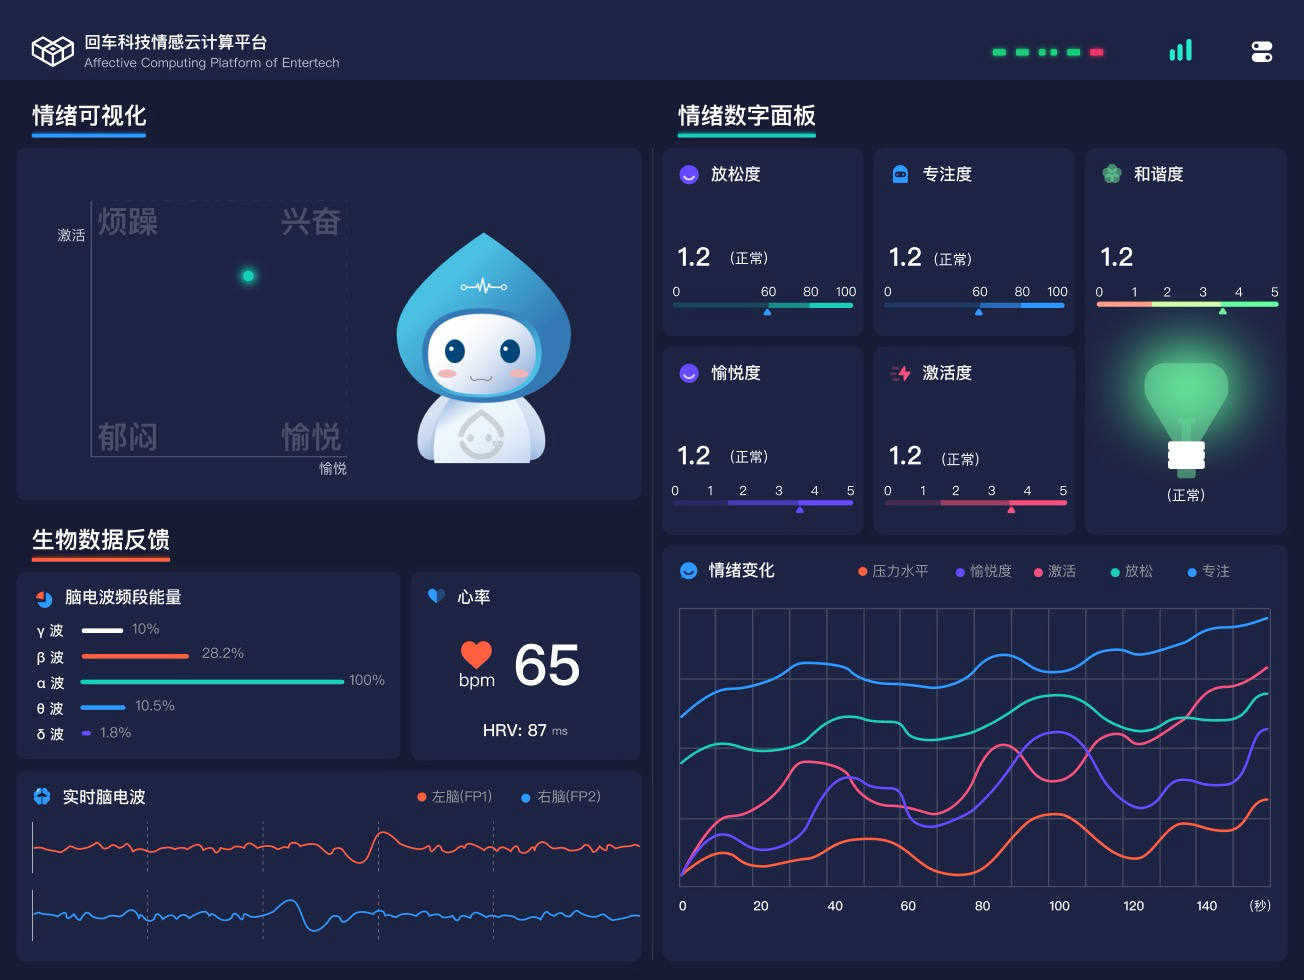 回车科技情感云计算平台
Affective Computing Platform of Entertech
情绪可视化
激活
烦躁
兴奋
郁闷
愉悦
愉悦
生物数据反馈
脑电波频段能量
γ 波 10%
β 波 28.2%
α 波 100%
θ 波 10.5%
δ 波 1.8%
心率
bpm
65
HRV: 87 ms
实时脑电波
左脑(FP1)
右脑(FP2)
情绪数字面板
放松度
1.2 (正常)
0 60 80 100
专注度
1.2 (正常)
0 60 80 100
和谐度
1.2
0 1 2 3 4 5
(正常)
愉悦度
1.2 (正常)
0 1 2 3 4 5
激活度
1.2 (正常)
0 1 2 3 4 5
情绪变化
压力水平 愉悦度 激活 放松 专注
0 20 40 60 80 100 120 140 (秒)